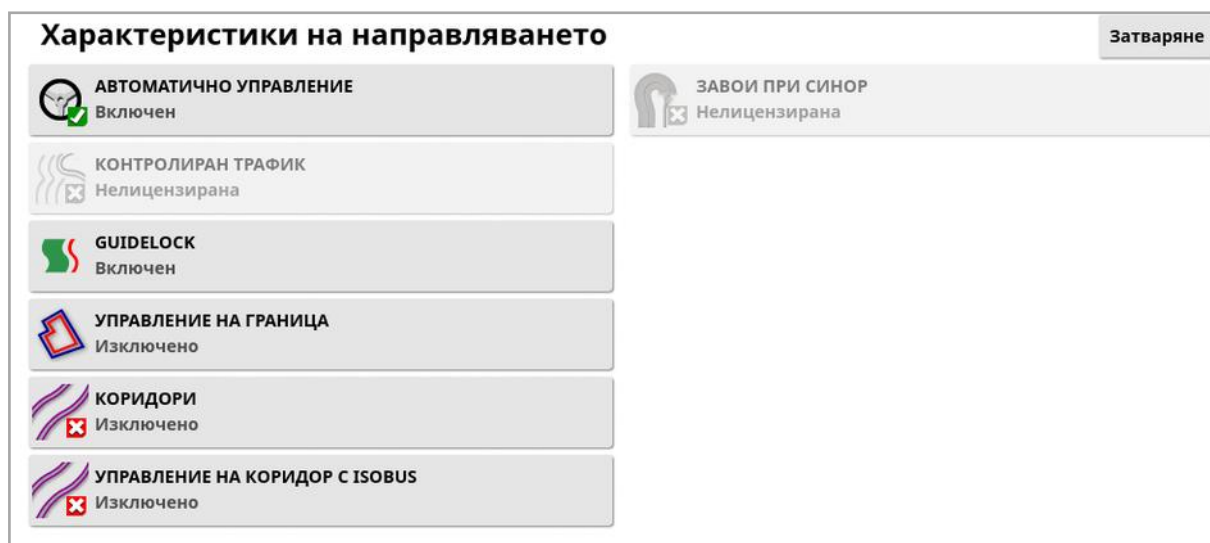 Характеристики на направляването
Затваряне
АВТОМАТИЧНО УПРАВЛЕНИЕ
Включен
КОНТРОЛИРАН ТРАФИК
Нелицензирана
GUIDELOCK
Включен
УПРАВЛЕНИЕ НА ГРАНИЦА
Изключено
КОРИДОРИ
Изключено
УПРАВЛЕНИЕ НА КОРИДОР С ISOBUS
Изключено
ЗАВОИ ПРИ СИНОР
Нелицензирана